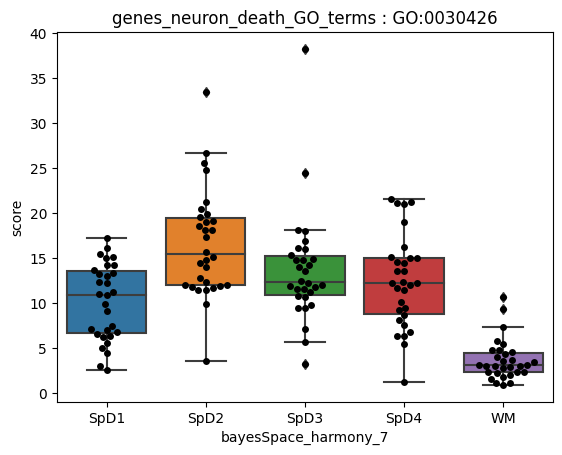 genes_neuron_death_GO_terms : GO:0030426
40
35
30
25
20
15
10
5
0
score
SpD1 SpD2 SpD3 SpD4 WM
bayesSpace_harmony_7